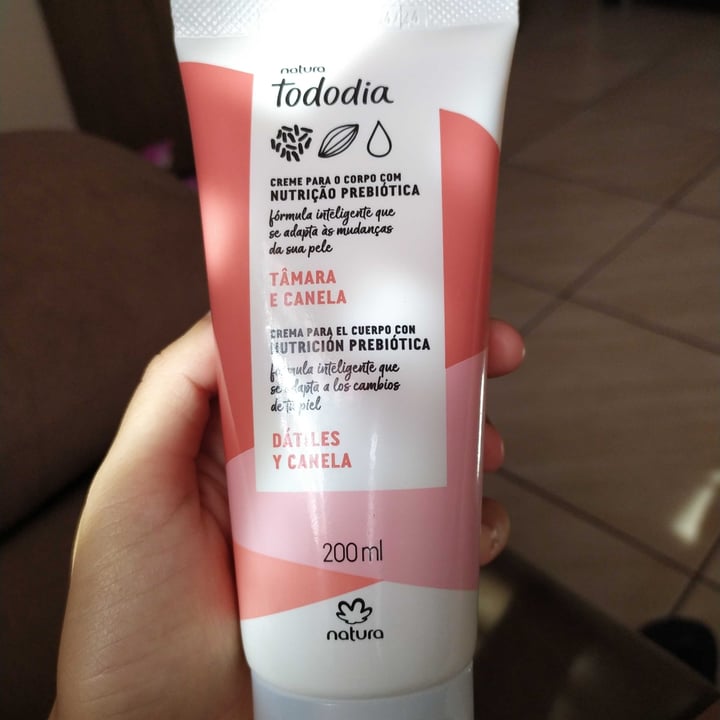 natura
tododia
CREME PARA O CORPO COM
NUTRIÇÃO PREBIÓTICA
fórmula inteligente que
se adapta às mudanças
da sua pele
TÂMARA
E CANELA
CREMA PARA EL CUERPO CON
NUTRICIÓN PREBIÓTICA
fórmula inteligente que
se adapta a los cambios
de tu piel
DÁTILES
Y CANELA
200 ml
natura